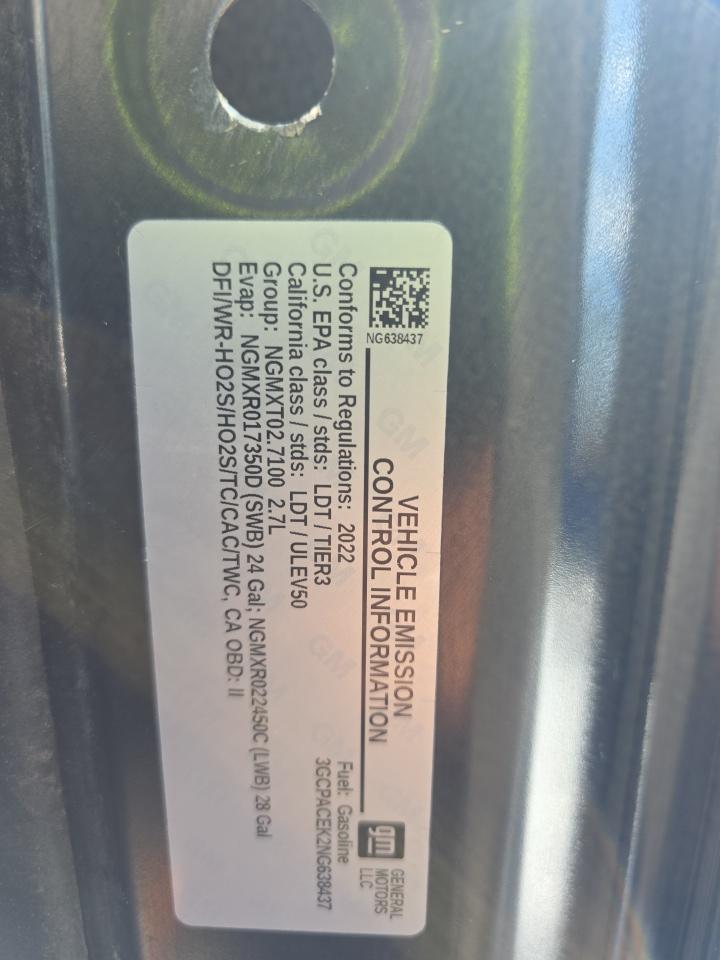 NG638437
VEHICLE EMISSION
CONTROL INFORMATION
gm
GENERAL
MOTORS
LLC
Conforms to Regulations: 2022
Fuel: Gasoline
U.S. EPA class / stds: LDT / TIER3
3GCPACEK2NG638437
California class / stds: LDT / ULEV50
Group: NGMXT02.7100 2.7L
Evap: NGMXR017350D (SWB) 24 Gal; NGMXR022450C (LWB) 28 Gal
DFI/WR-HO2S/HO2S/TC/CAC/TWC, CA OBD: II